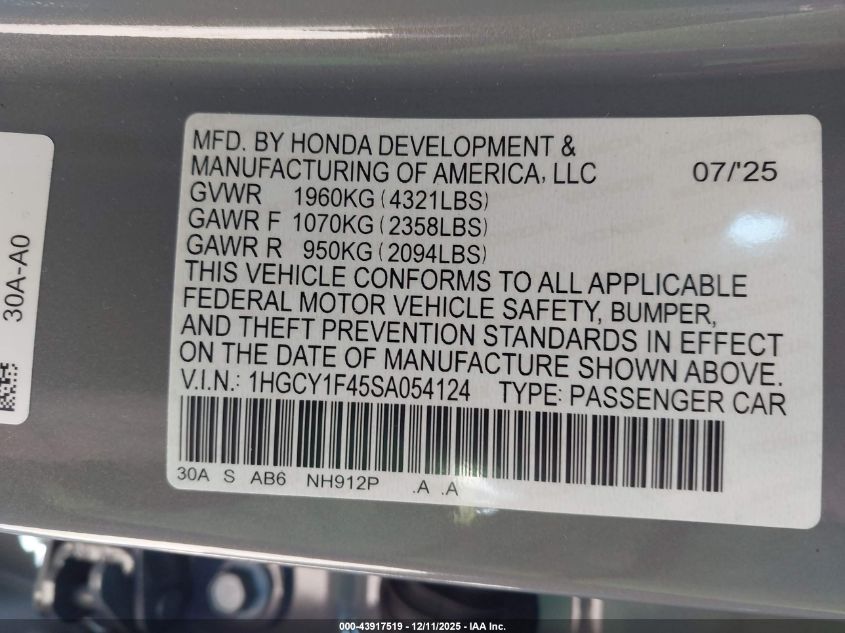 MFD. BY HONDA DEVELOPMENT &
MANUFACTURING OF AMERICA, LLC 07/'25
GVWR 1960KG (4321LBS)
GAWR F 1070KG (2358LBS)
GAWR R 950KG (2094LBS)
THIS VEHICLE CONFORMS TO ALL APPLICABLE
FEDERAL MOTOR VEHICLE SAFETY, BUMPER,
AND THEFT PREVENTION STANDARDS IN EFFECT
ON THE DATE OF MANUFACTURE SHOWN ABOVE.
V.I.N.: 1HGCY1F45SA054124 TYPE: PASSENGER CAR
30A S AB6 NH912P .A .A
30A-A0
000-43917519 - 12/11/2025 - IAA Inc.